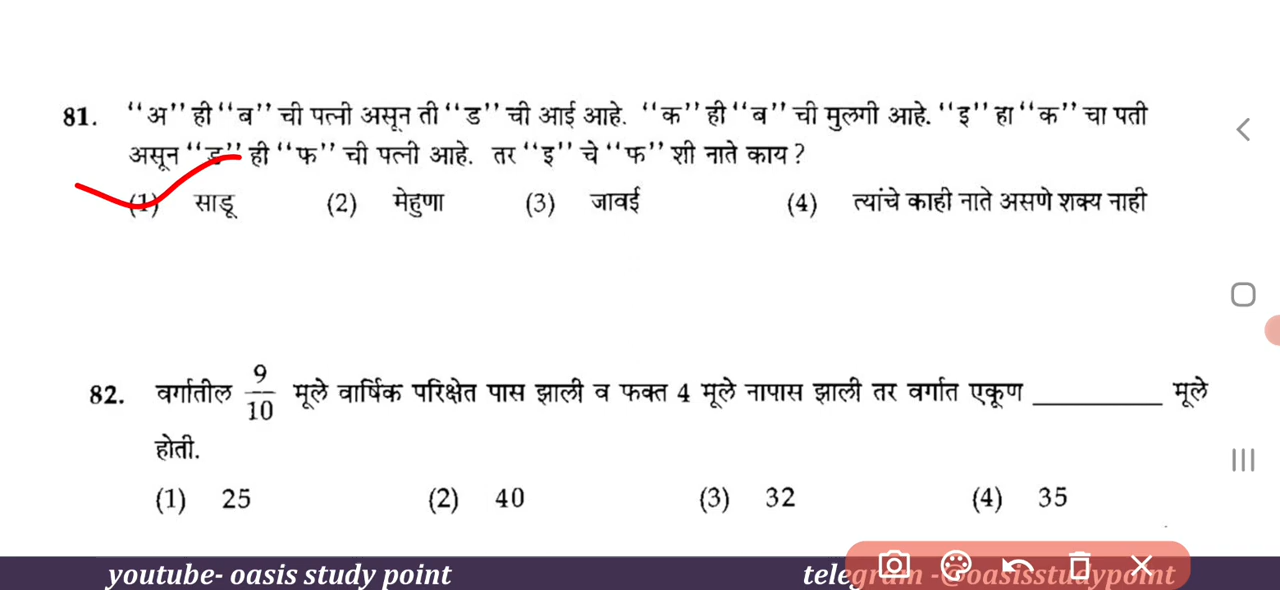 81. ‘‘अ’’ ही ‘‘ब’’ ची पत्नी असून ती ‘‘ड’’ ची आई आहे. ‘‘क’’ ही ‘‘ब’’ ची मुलगी आहे. ‘‘इ’’ हा ‘‘क’’ चा पती
असून ‘‘ड’’ ही ‘‘फ’’ ची पत्नी आहे. तर ‘‘इ’’ चे ‘‘फ’’ शी नाते काय ?
(1) साडू (2) मेहुणा (3) जावई (4) त्यांचे काही नाते असणे शक्य नाही
82. वर्गातील 9/10 मूले वार्षिक परिक्षेत पास झाली व फक्त 4 मूले नापास झाली तर वर्गात एकूण ________ मूले
होती.
(1) 25 (2) 40 (3) 32 (4) 35
youtube- oasis study point telegram -@oasisstudypoint